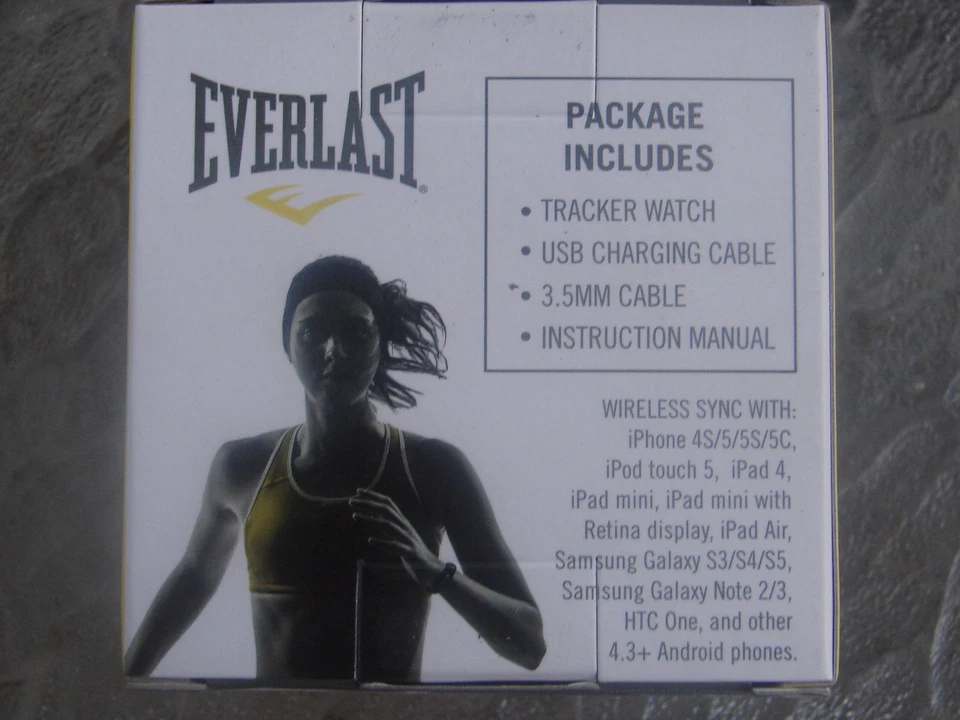 EVERLAST®
PACKAGE
INCLUDES
• TRACKER WATCH
• USB CHARGING CABLE
• 3.5MM CABLE
• INSTRUCTION MANUAL
WIRELESS SYNC WITH:
iPhone 4S/5/5S/5C,
iPod touch 5, iPad 4,
iPad mini, iPad mini with
Retina display, iPad Air,
Samsung Galaxy S3/S4/S5,
Samsung Galaxy Note 2/3,
HTC One, and other
4.3+ Android phones.